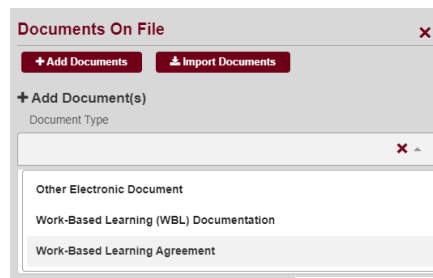 Documents On File
Add Documents
Import Documents
Add Document(s)
Document Type
Other Electronic Document
Work-Based Learning (WBL) Documentation
Work-Based Learning Agreement